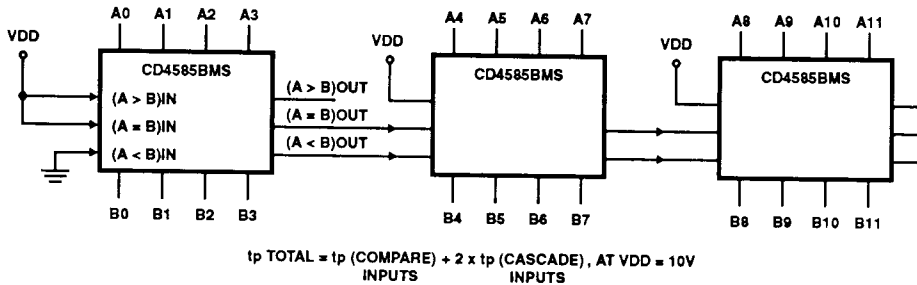 A0 A1 A2 A3
VDD
CD4585BMS
(A > B)IN
(A = B)IN
(A < B)IN
(A > B)OUT
(A = B)OUT
(A < B)OUT
B0 B1 B2 B3
A4 A5 A6 A7
VDD
CD4585BMS
B4 B5 B6 B7
A8 A9 A10 A11
VDD
CD4585BMS
B8 B9 B10 B11
tp TOTAL = tp (COMPARE) + 2 x tp (CASCADE), AT VDD = 10V
INPUTS INPUTS